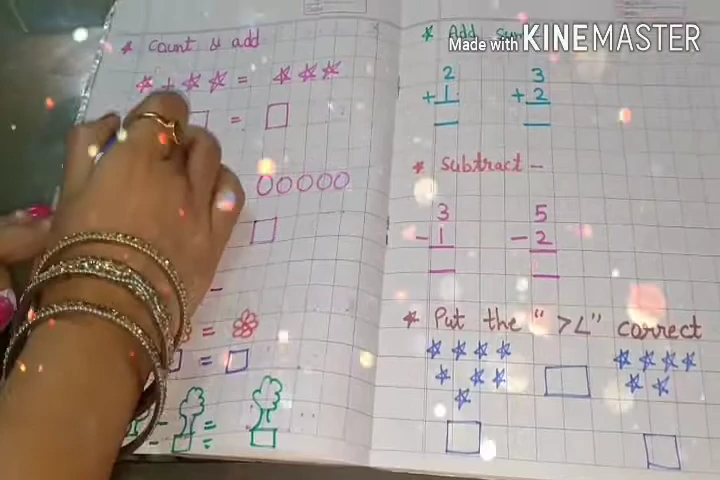 * Count & add
+ =
=
=
=
- =
- =
* Add
Made with KINEMASTER
2
+ 1
3
+ 2
* Subtract -
3
- 1
5
- 2
* Put the " > < " correct